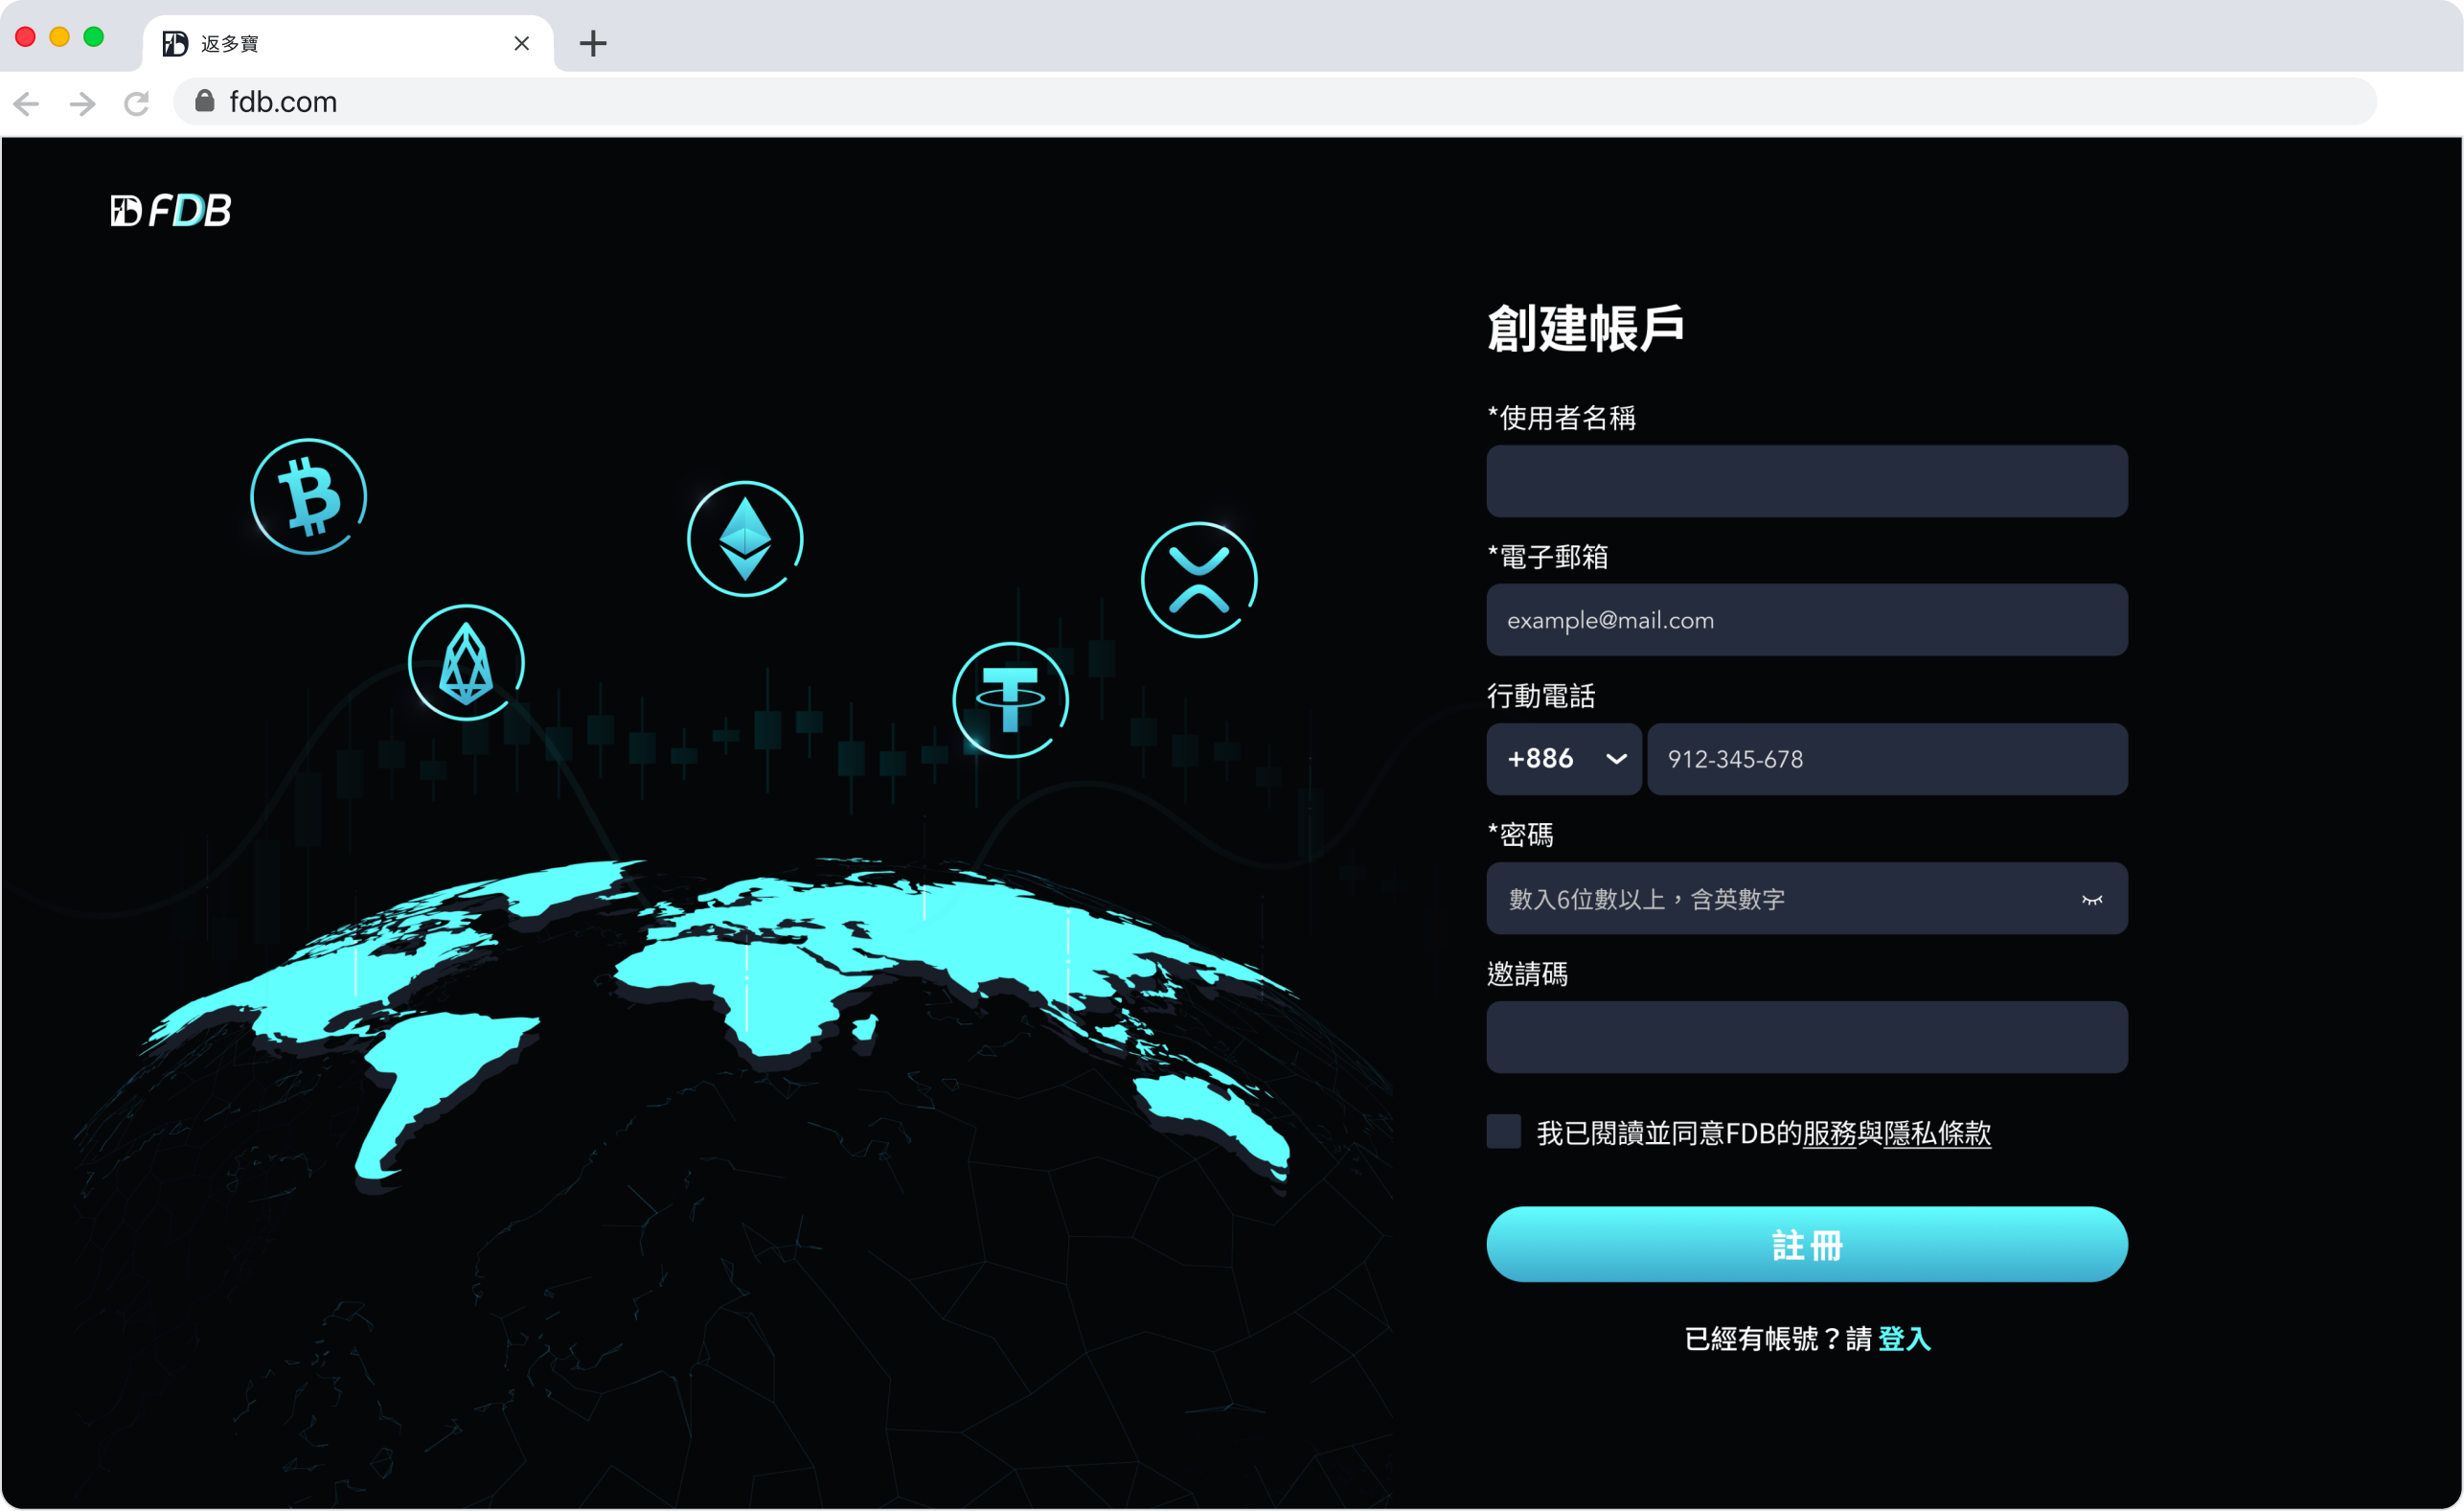 返多寶
fdb.com
FDB
創建帳戶
*使用者名稱
*電子郵箱
example@mail.com
行動電話
+886
912-345-678
*密碼
數入6位數以上，含英數字
邀請碼
我已閱讀並同意FDB的服務與隱私條款
註冊
已經有帳號？請 登入